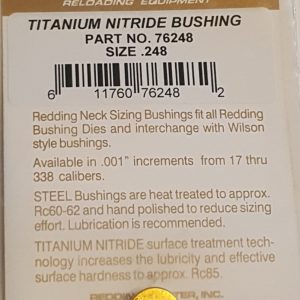 RELOADING EQUIPMENT
TITANIUM NITRIDE BUSHING
PART NO. 76248
SIZE .248
6 11760 76248 2
Redding Neck Sizing Bushings fit all Redding
Bushing Dies and interchange with Wilson
style bushings.
Available in .001" increments from 17 thru
338 calibers.
STEEL Bushings are heat treated to approx.
Rc60-62 and hand polished to reduce sizing
effort. Lubrication is recommended.
TITANIUM NITRIDE surface treatment tech-
nology increases the lubricity and effective
surface hardness to approx. Rc85.
INC.